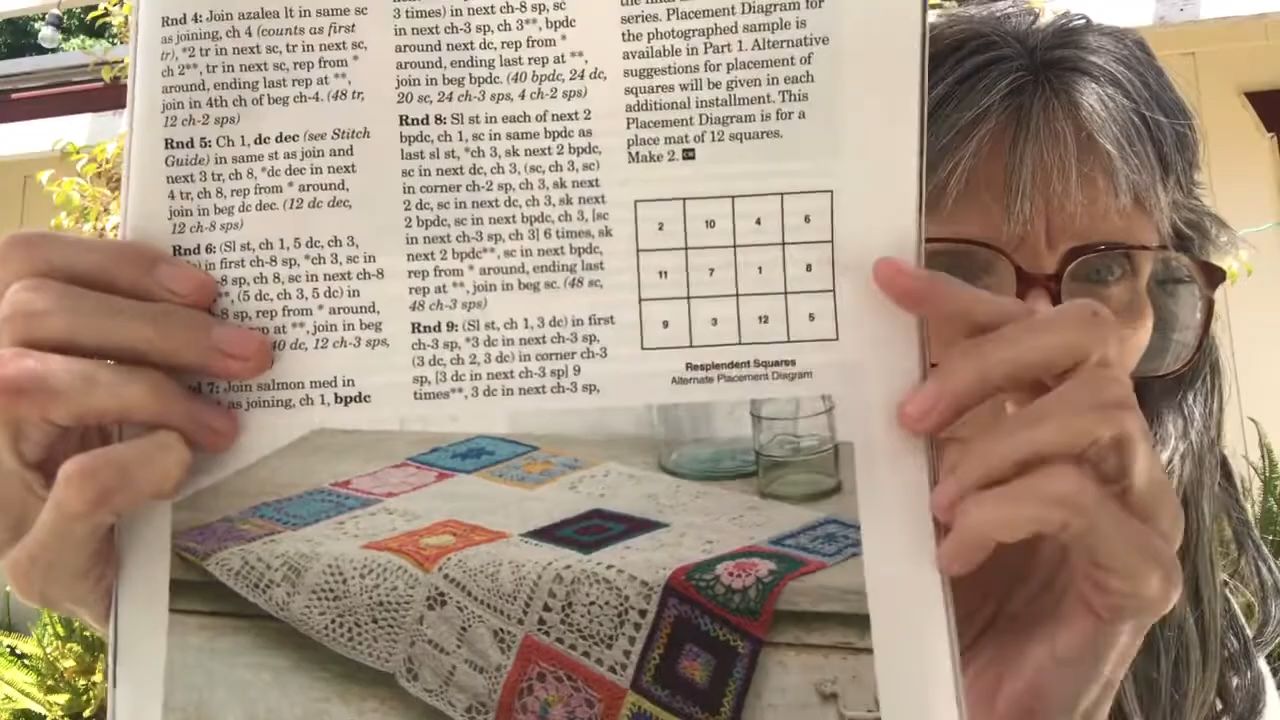 Rnd 4: Join azalea lt in same sc
as joining, ch 4 (counts as first
tr), *2 tr in next sc, tr in next sc,
ch 2**, tr in next sc, rep from *
around, ending last rep at **,
join in 4th ch of beg ch-4. (48 tr,
12 ch-2 sps)
Rnd 5: Ch 1, dc dec (see Stitch
Guide) in same st as join and
next 3 tr, ch 8, *dc dec in next
4 tr, ch 8, rep from * around,
join in beg dc dec. (12 dc dec,
12 ch-8 sps)
Rnd 6: (Sl st, ch 1, 5 dc, ch 3,
in first ch-8 sp, *ch 3, sc in
-8 sp, ch 8, sc in next ch-8
**, (5 dc, ch 3, 5 dc) in
-8 sp, rep from * around,
at **, join in beg
40 dc, 12 ch-3 sps,
7: Join salmon med in
as joining, ch 1, bpdc
3 times) in next ch-8 sp, sc
in next ch-3 sp, ch 3**, bpdc
around next dc, rep from *
around, ending last rep at **,
join in beg bpdc. (40 bpdc, 24 dc,
20 sc, 24 ch-3 sps, 4 ch-2 sps)
Rnd 8: Sl st in each of next 2
bpdc, ch 1, sc in same bpdc as
last sl st, *ch 3, sk next 2 bpdc,
sc in next dc, ch 3, (sc, ch 3, sc)
in corner ch-2 sp, ch 3, sk next
2 dc, sc in next dc, ch 3, sk next
2 bpdc, sc in next bpdc, ch 3, [sc
in next ch-3 sp, ch 3] 6 times, sk
next 2 bpdc**, sc in next bpdc,
rep from * around, ending last
rep at **, join in beg sc. (48 sc,
48 ch-3 sps)
Rnd 9: (Sl st, ch 1, 3 dc) in first
ch-3 sp, *3 dc in next ch-3 sp,
(3 dc, ch 2, 3 dc) in corner ch-3
sp, [3 dc in next ch-3 sp] 9
times**, 3 dc in next ch-3 sp,
series. Placement Diagram for
the photographed sample is
available in Part 1. Alternative
suggestions for placement of
squares will be given in each
additional installment. This
Placement Diagram is for a
place mat of 12 squares.
Make 2.
2 10 4 6
11 7 1 8
9 3 12 5
Resplendent Squares
Alternate Placement Diagram